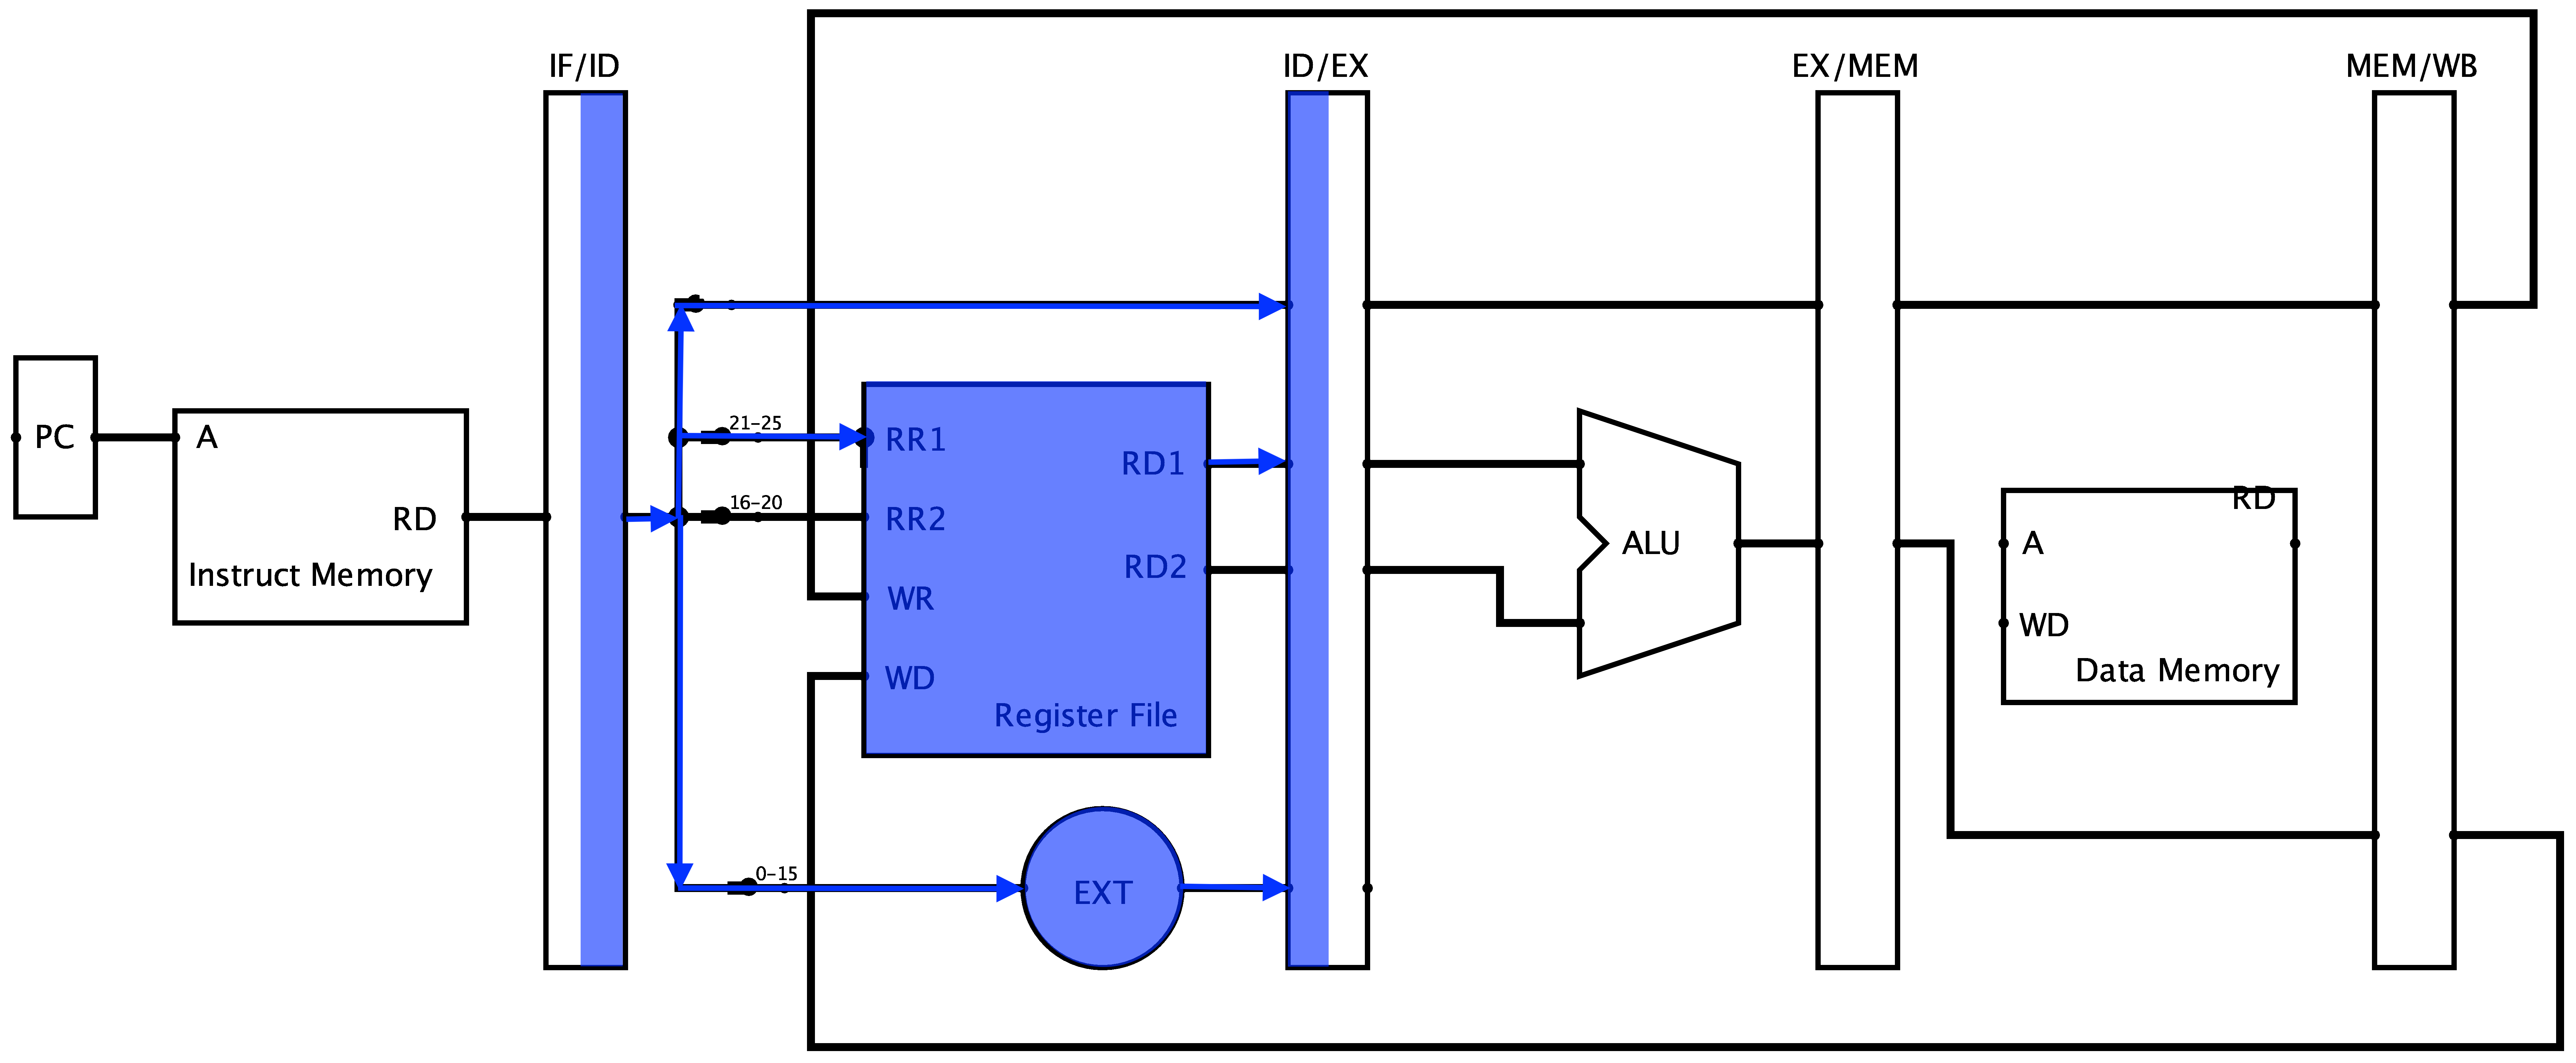 IF/ID
ID/EX
EX/MEM
MEM/WB
PC
A
RD
Instruct Memory
21-25
16-20
0-15
RR1
RR2
WR
WD
RD1
RD2
Register File
EXT
ALU
RD
A
WD
Data Memory